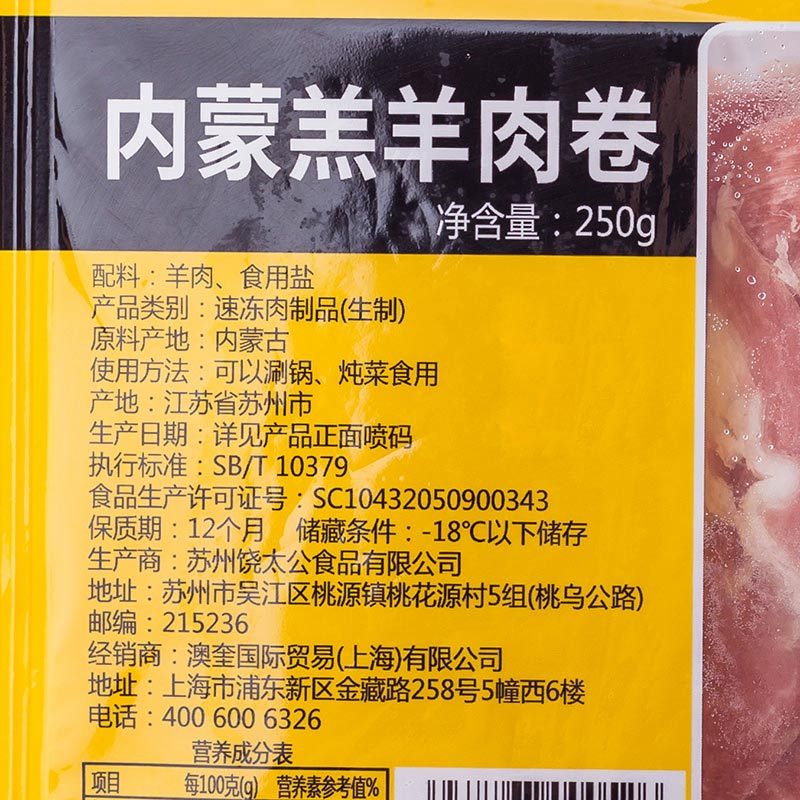 内蒙羔羊肉卷
净含量：250g
配料：羊肉、食用盐
产品类别：速冻肉制品(生制)
原料产地：内蒙古
使用方法：可以涮锅、炖菜食用
产地：江苏省苏州市
生产日期：详见产品正面喷码
执行标准：SB/T 10379
食品生产许可证号：SC10432050900343
保质期：12个月 储藏条件：-18℃以下储存
生产商：苏州饶太公食品有限公司
地址：苏州市吴江区桃源镇桃花源村5组(桃乌公路)
邮编：215236
经销商：澳奎国际贸易(上海)有限公司
地址：上海市浦东新区金藏路258号5幢西6楼
电话：400 600 6326
营养成分表
项目 每100克(g) 营养素参考值%